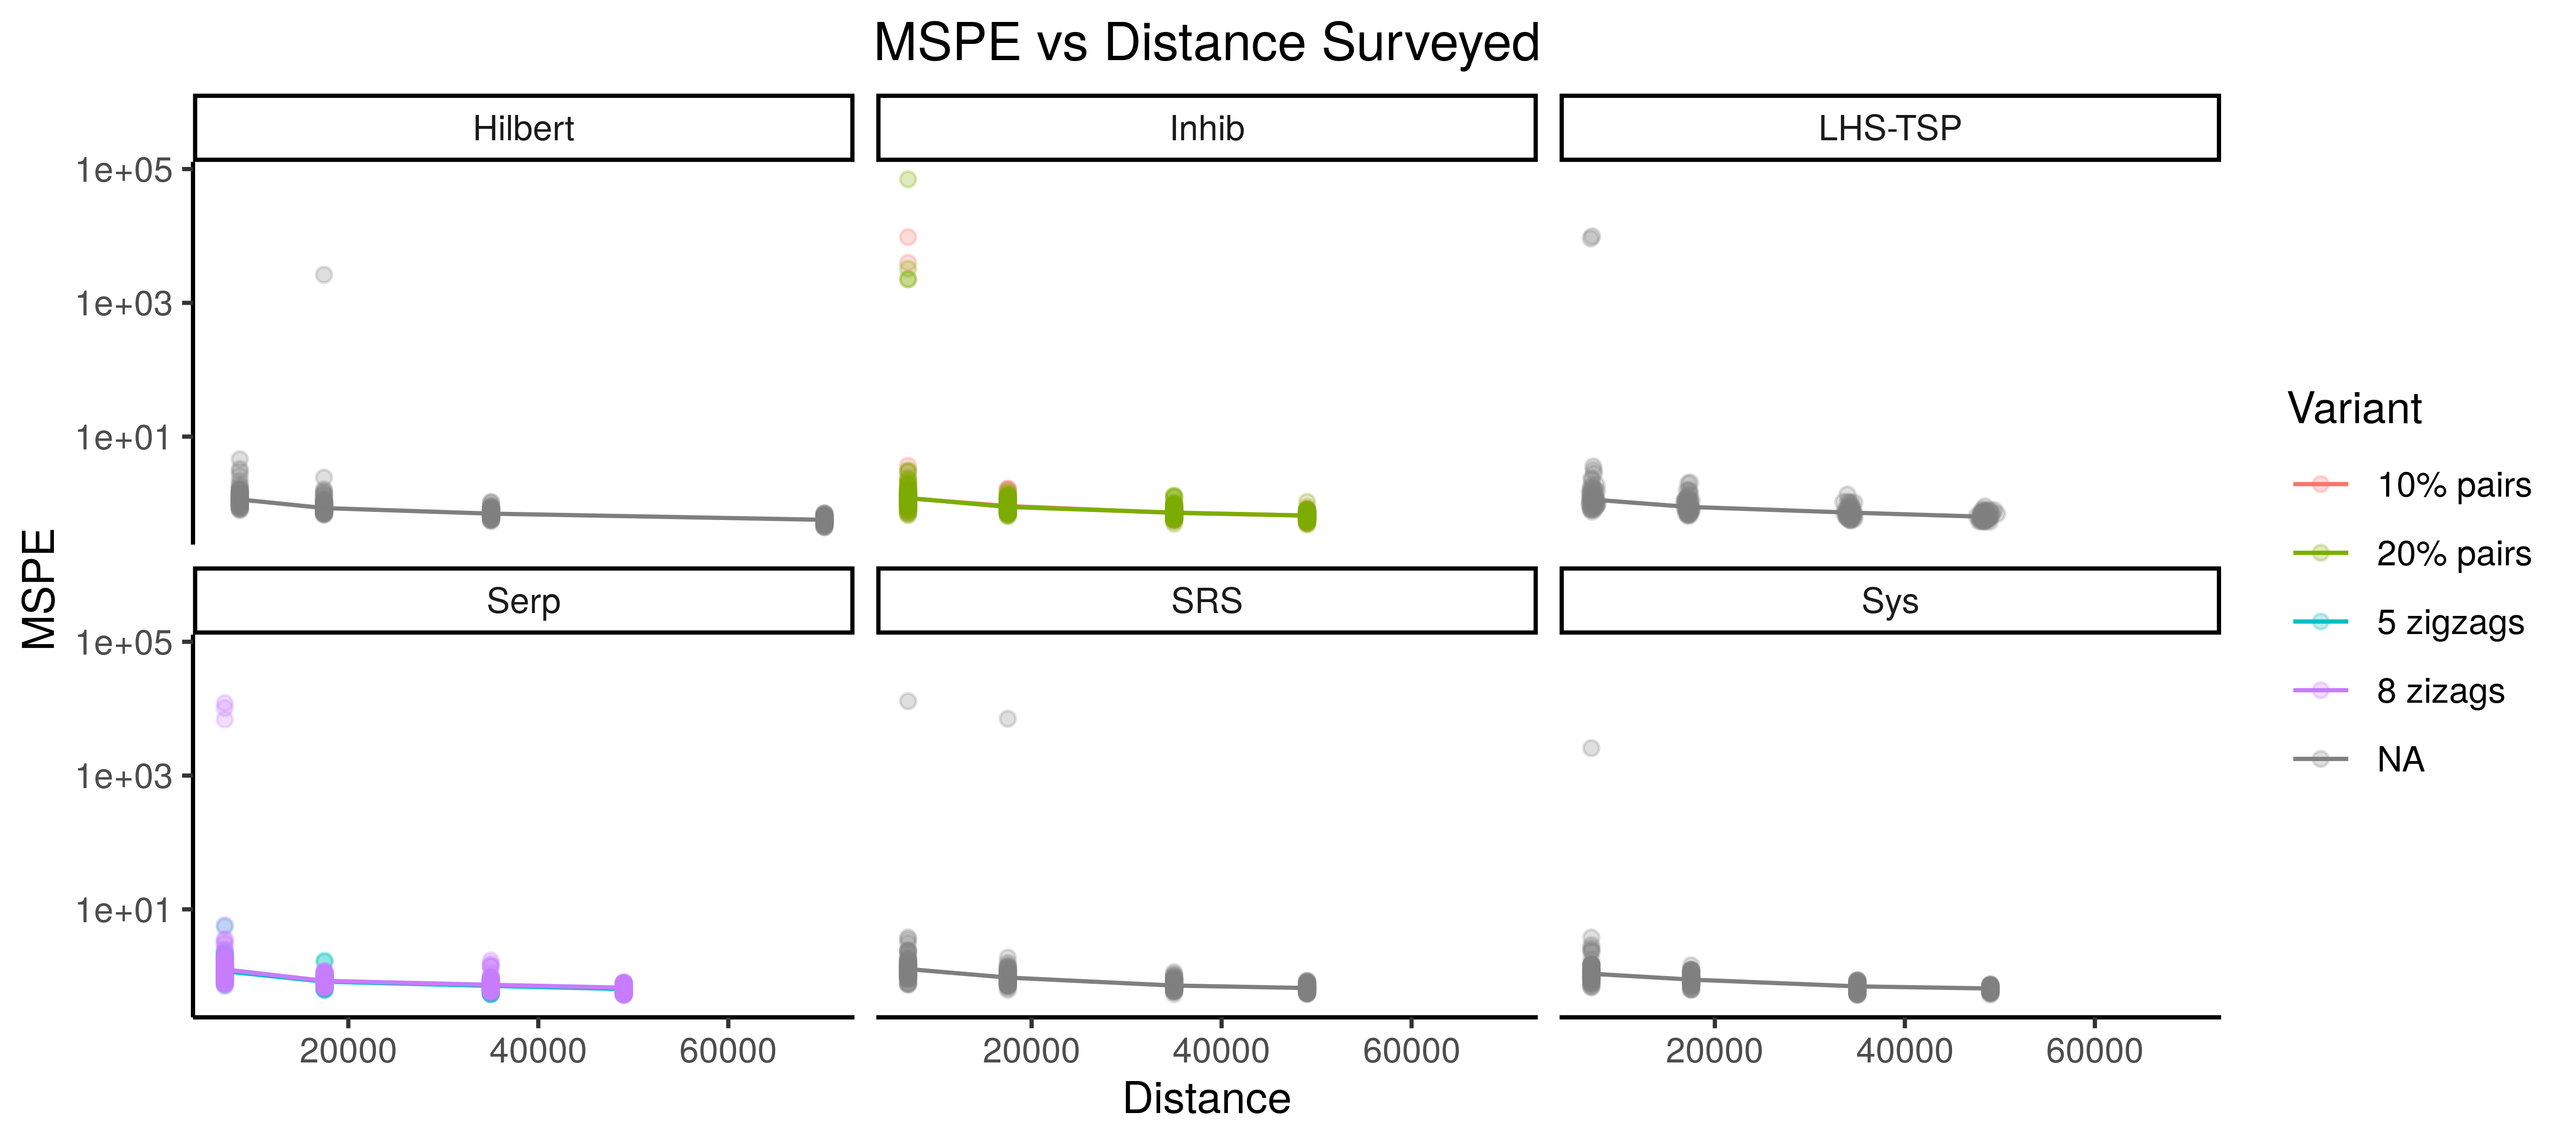 MSPE vs Distance Surveyed
Hilbert
Inhib
LHS-TSP
1e+05
1e+03
1e+01
Serp
SRS
Sys
1e+05
1e+03
1e+01
20000 40000 60000
20000 40000 60000
20000 40000 60000
Distance
MSPE
Variant
10% pairs
20% pairs
5 zigzags
8 zizags
NA